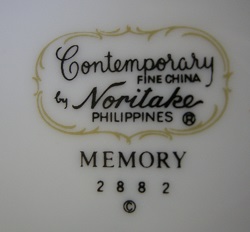 Contemporary
FINE CHINA
by Noritake
PHILIPPINES ®
MEMORY
2882
©